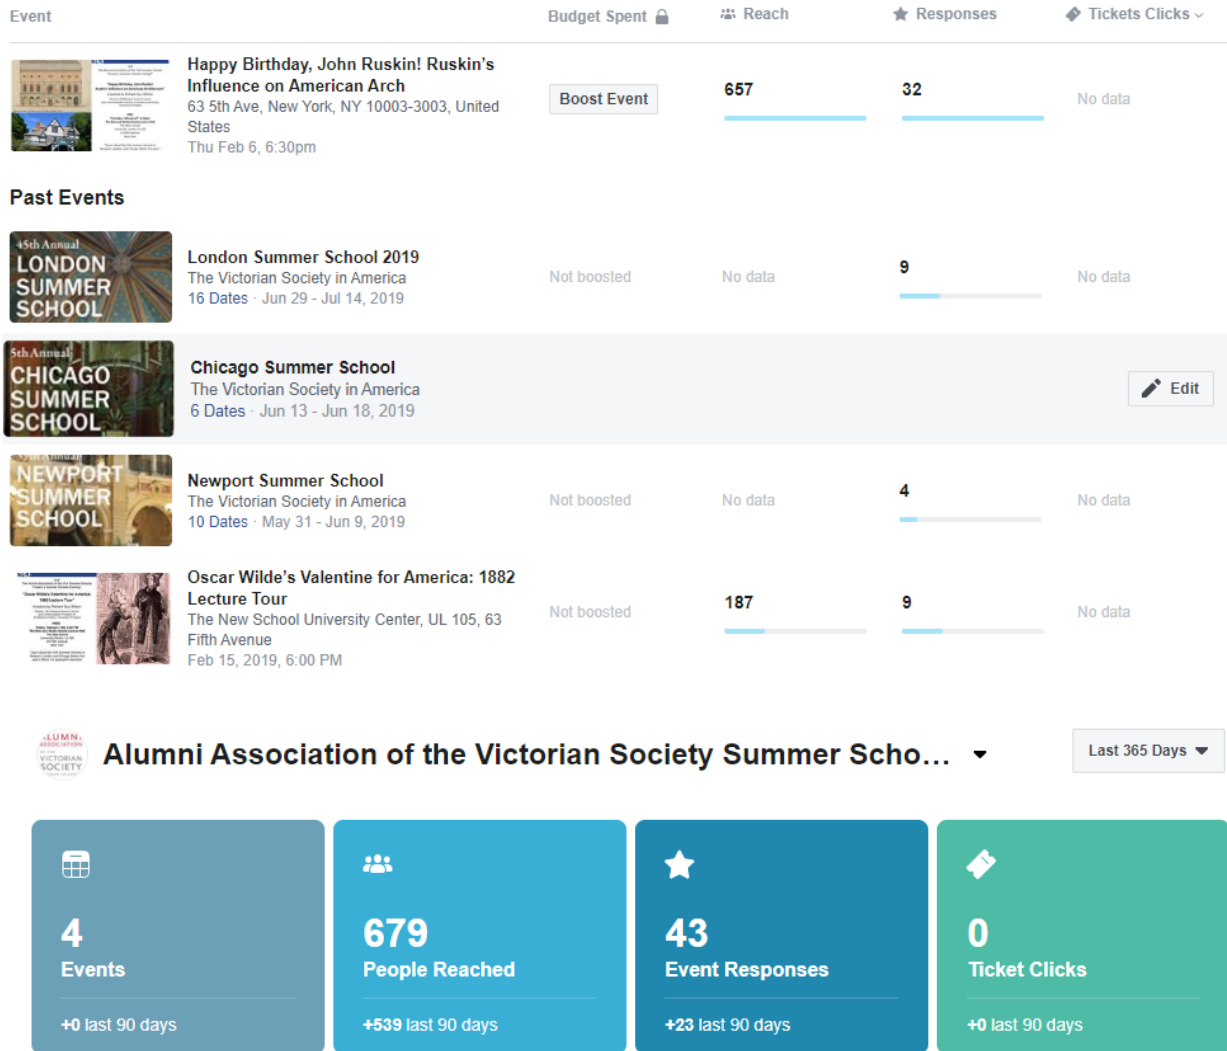 Event Budget Spent Reach Responses Tickets Clicks
Happy Birthday, John Ruskin! Ruskin's
Influence on American Arch
63 5th Ave, New York, NY 10003-3003, United
States
Thu Feb 6, 6:30pm
Boost Event
657
32
No data
Past Events
45th Annual
LONDON
SUMMER
SCHOOL
London Summer School 2019
The Victorian Society in America
16 Dates · Jun 29 - Jul 14, 2019
Not boosted
No data
9
No data
5th Annual
CHICAGO
SUMMER
SCHOOL
Chicago Summer School
The Victorian Society in America
6 Dates · Jun 13 - Jun 18, 2019
Edit
NEWPORT
SUMMER
SCHOOL
Newport Summer School
The Victorian Society in America
10 Dates · May 31 - Jun 9, 2019
Not boosted
No data
4
No data
Oscar Wilde's Valentine for America: 1882
Lecture Tour
The New School University Center, UL 105, 63
Fifth Avenue
Feb 15, 2019, 6:00 PM
Not boosted
187
9
No data
ALUMNI
ASSOCIATION
OF THE
VICTORIAN
SOCIETY
Alumni Association of the Victorian Society Summer Scho...
Last 365 Days
4
Events
+0 last 90 days
679
People Reached
+539 last 90 days
43
Event Responses
+23 last 90 days
0
Ticket Clicks
+0 last 90 days